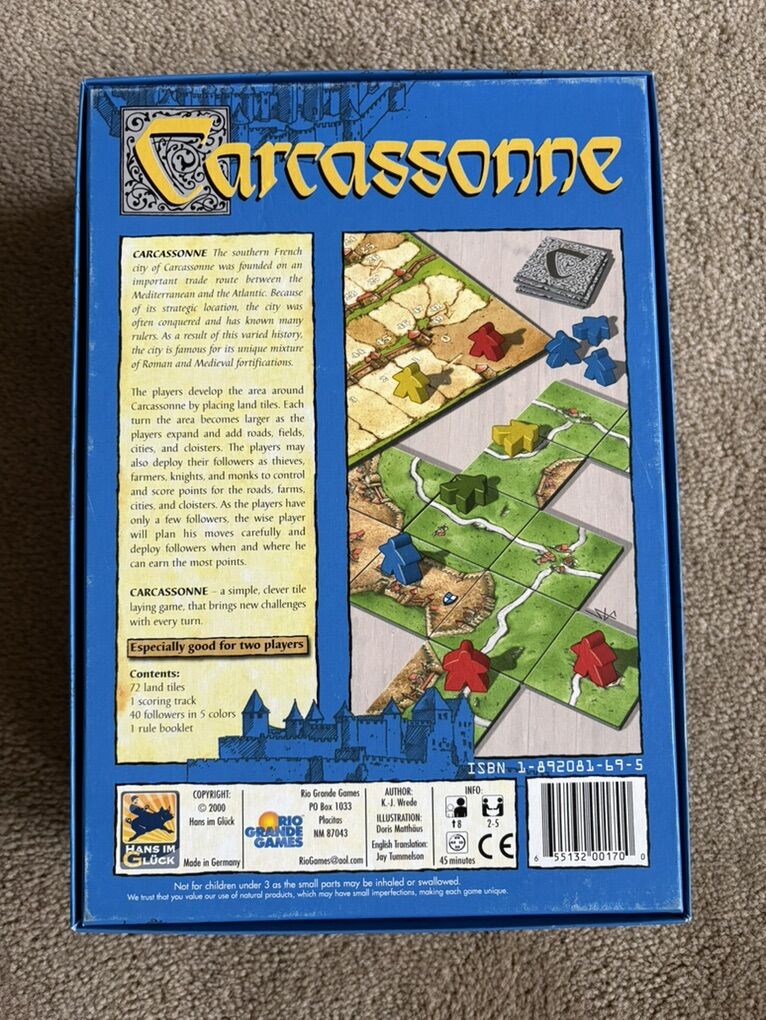 Carcassonne
CARCASSONNE The southern French
city of Carcassonne was founded on an
important trade route between the
Mediterranean and the Atlantic. Because
of its strategic location, the city was
often conquered and has known many
rulers. As a result of this varied history,
the city is famous for its unique mixture
of Roman and Medieval fortifications.
The players develop the area around
Carcassonne by placing land tiles. Each
turn the area becomes larger as the
players expand and add roads, fields,
cities, and cloisters. The players may
also deploy their followers as thieves,
farmers, knights, and monks to control
and score points for the roads, farms,
cities, and cloisters. As the players have
only a few followers, the wise player
will plan his moves carefully and
deploy followers when and where he
can earn the most points.
CARCASSONNE – a simple, clever tile
laying game, that brings new challenges
with every turn.
Especially good for two players
Contents:
72 land tiles
1 scoring track
40 followers in 5 colors
1 rule booklet
C
ISBN 1-892081-69-5
HANS IM
GLÜCK
COPYRIGHT:
© 2000
Hans im Glück
Made in Germany
RIO
GRANDE
GAMES
Rio Grande Games
PO Box 1033
Placitas
NM 87043
RioGames@aol.com
AUTHOR:
K.-J. Wrede
ILLUSTRATION:
Doris Matthäus
English Translation:
Jay Tummelson
INFO:
↑8
2-5
45 minutes
CE
6 55132 00170 0
Not for children under 3 as the small parts may be inhaled or swallowed.
We trust that you value our use of natural products, which may have small imperfections, making each game unique.